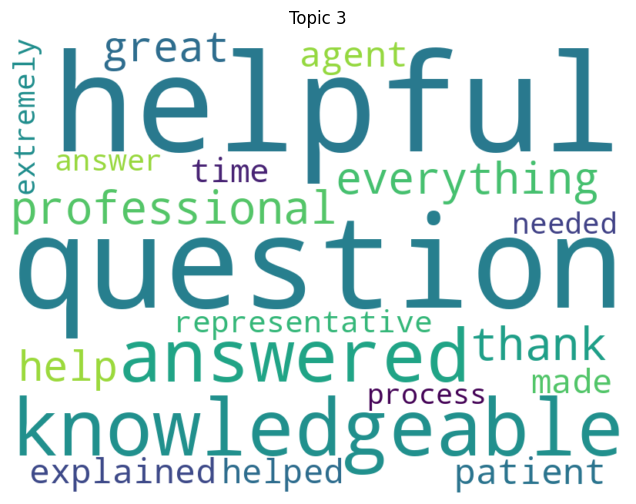 Topic 3
great
agent
extremely
helpful
answer
time
everything
professional
needed
question
representative
answered
thank
help
process
made
knowledgeable
explained
helped
patient